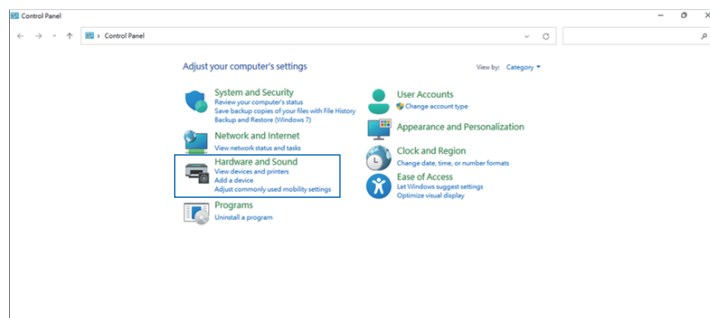 Control Panel
Control Panel
Adjust your computer's settings
View by: Category
System and Security
Review your computer's status
Save backup copies of your files with File History
Backup and Restore (Windows 7)
Network and Internet
View network status and tasks
Hardware and Sound
View devices and printers
Add a device
Adjust commonly used mobility settings
Programs
Uninstall a program
User Accounts
Change account type
Appearance and Personalization
Clock and Region
Change date, time, or number formats
Ease of Access
Let Windows suggest settings
Optimize visual display